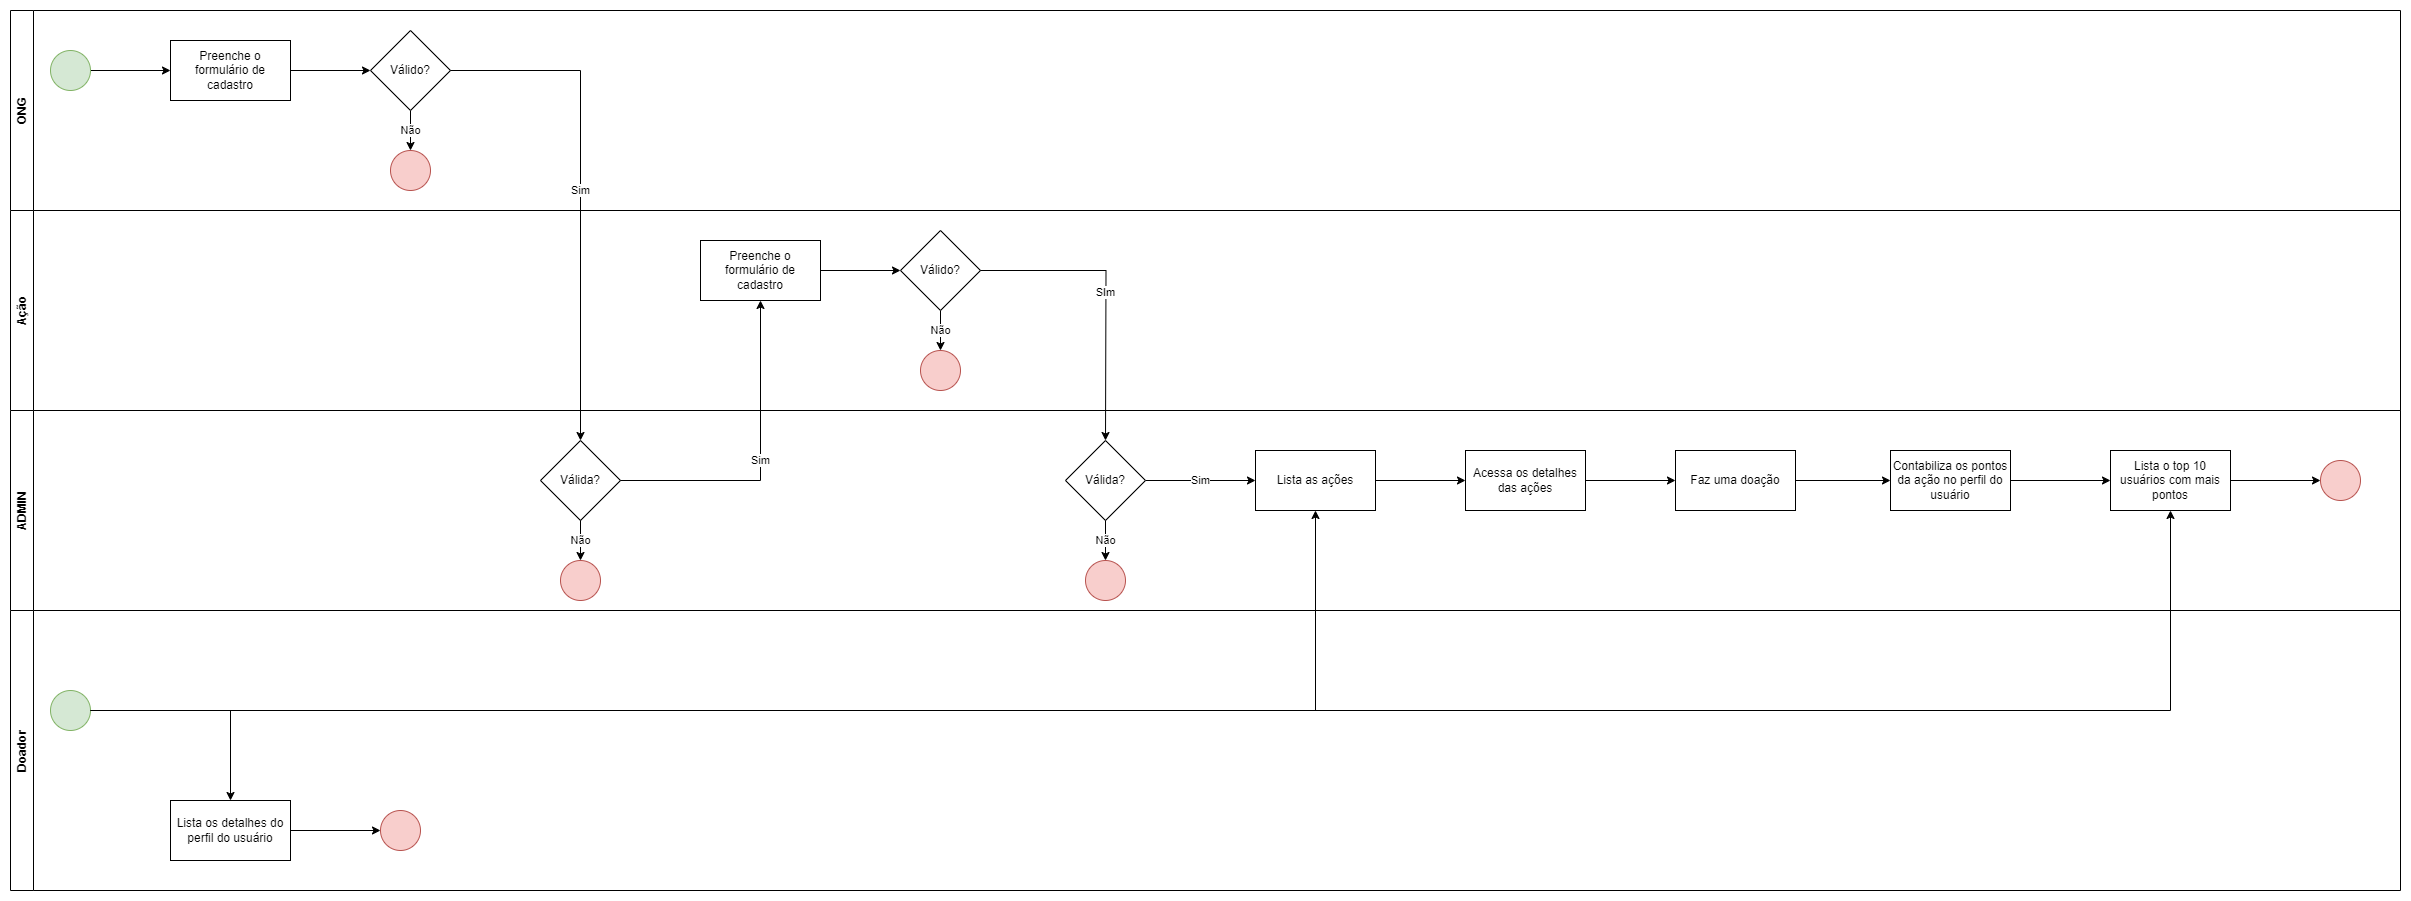 ONG
Preenche o
formulário de
cadastro
Válido?
Não
Sim
Ação
Preenche o
formulário de
cadastro
Válido?
SIm
Não
ADMIN
Válida?
Sim
Não
Válida?
Sim
Não
Lista as ações
Acessa os detalhes
das ações
Faz uma doação
Contabiliza os pontos
da ação no perfil do
usuário
Lista o top 10
usuários com mais
pontos
Doador
Lista os detalhes do
perfil do usuário